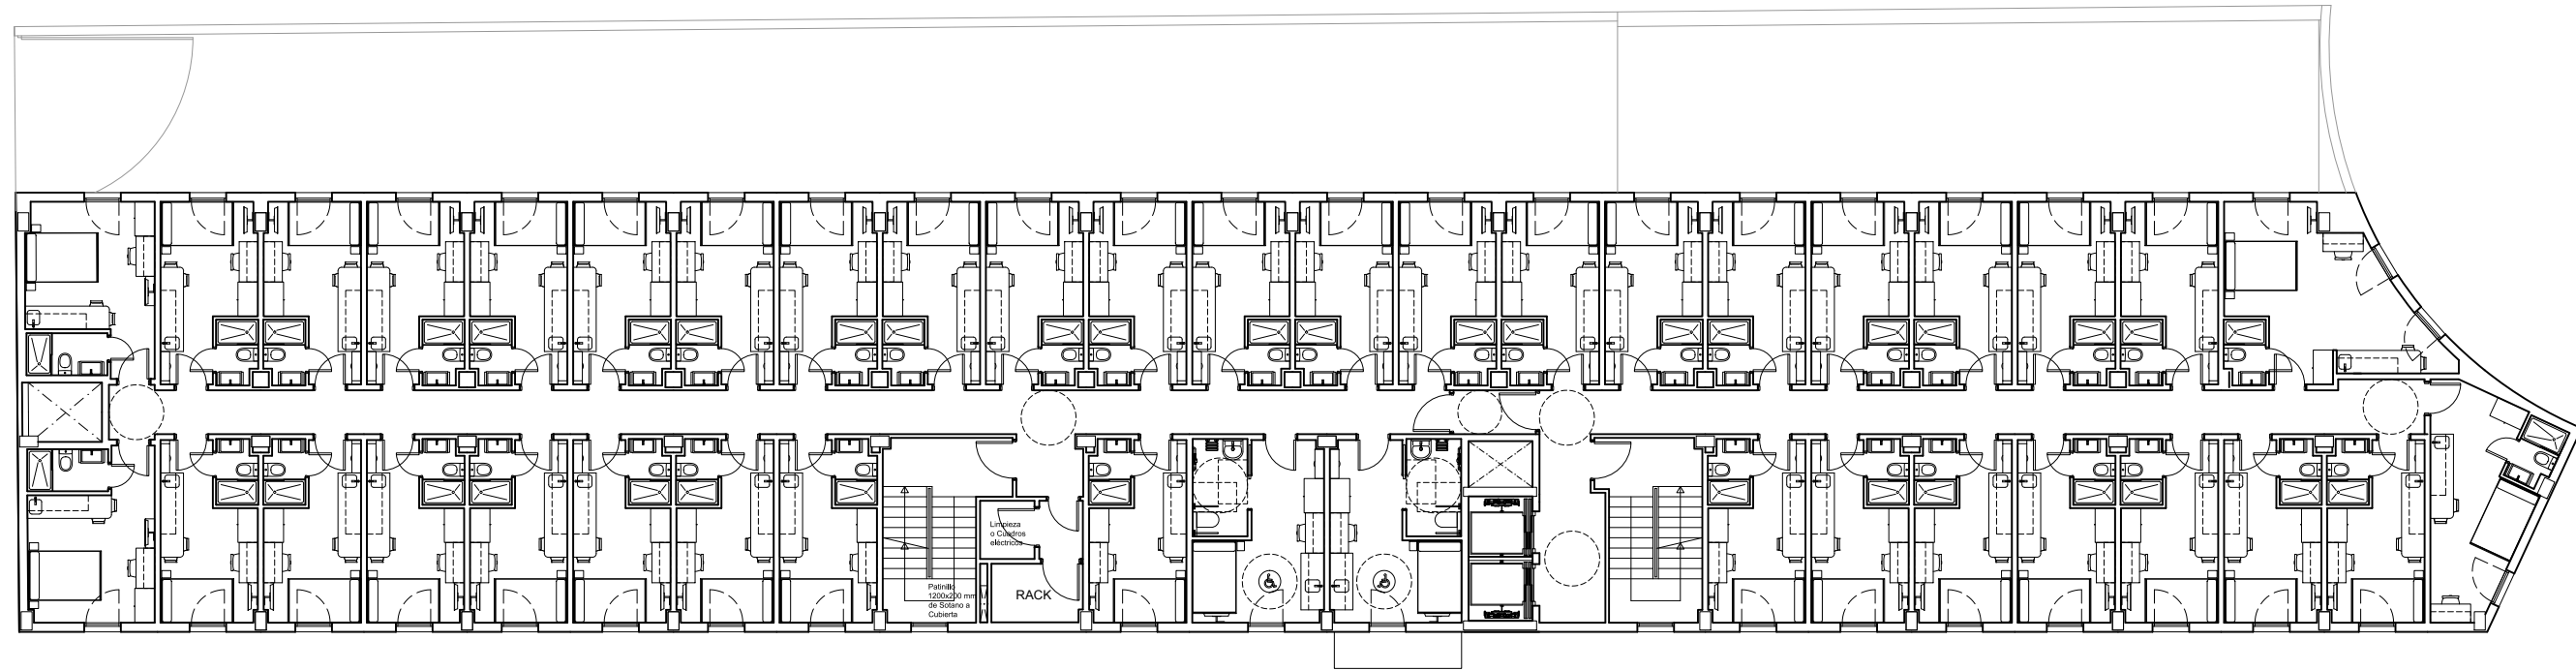 Limpieza
o Cuadros
eléctricos
Patinillo
1200x200 mm
de Sotano a
Cubierta
RACK